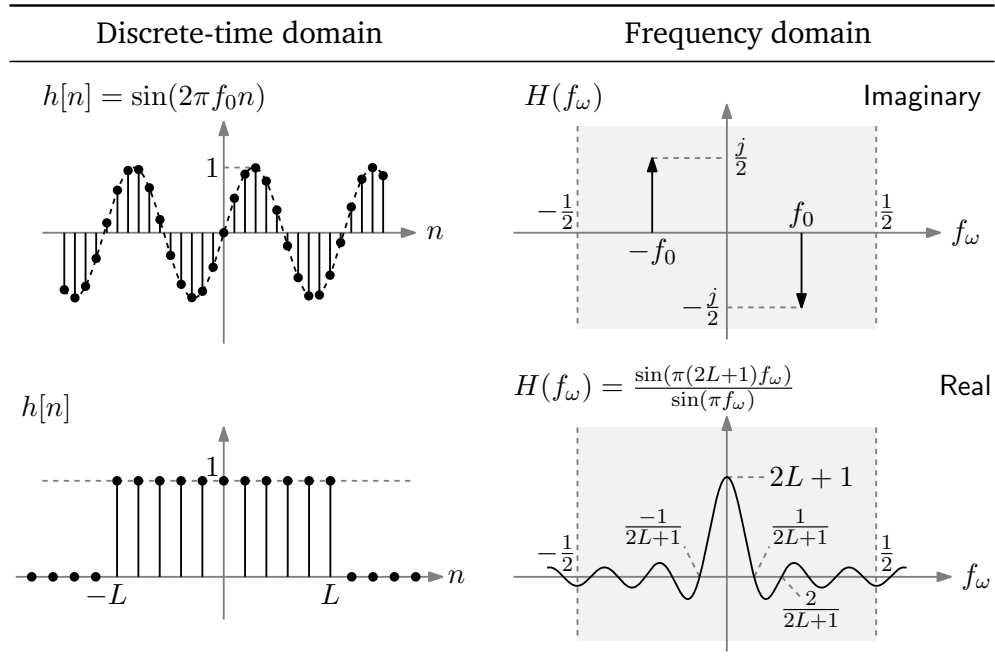 Discrete-time domain Frequency domain
h[n] = sin(2πf₀n)
1
n
H(f_ω) Imaginary
j/2
−1/2 f₀ 1/2
−f₀ f_ω
−j/2
h[n]
1
−L L n
H(f_ω) = sin(π(2L+1)f_ω)/sin(πf_ω) Real
2L + 1
−1/(2L+1) 1/(2L+1)
−1/2 1/2
f_ω
2/(2L+1)